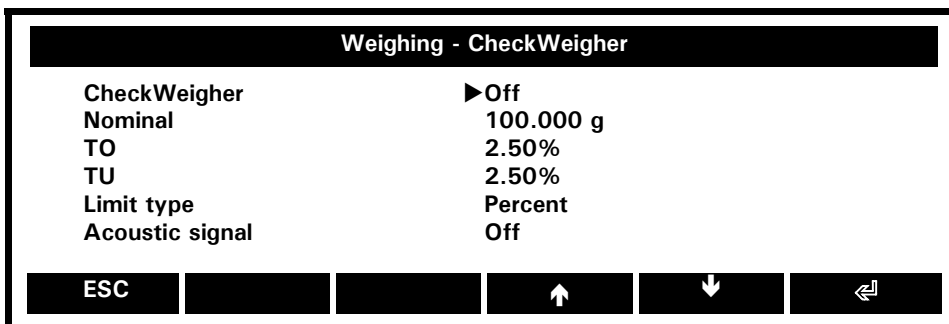 Weighing - CheckWeigher
CheckWeigher ▶Off
Nominal 100.000 g
TO 2.50%
TU 2.50%
Limit type Percent
Acoustic signal Off
ESC